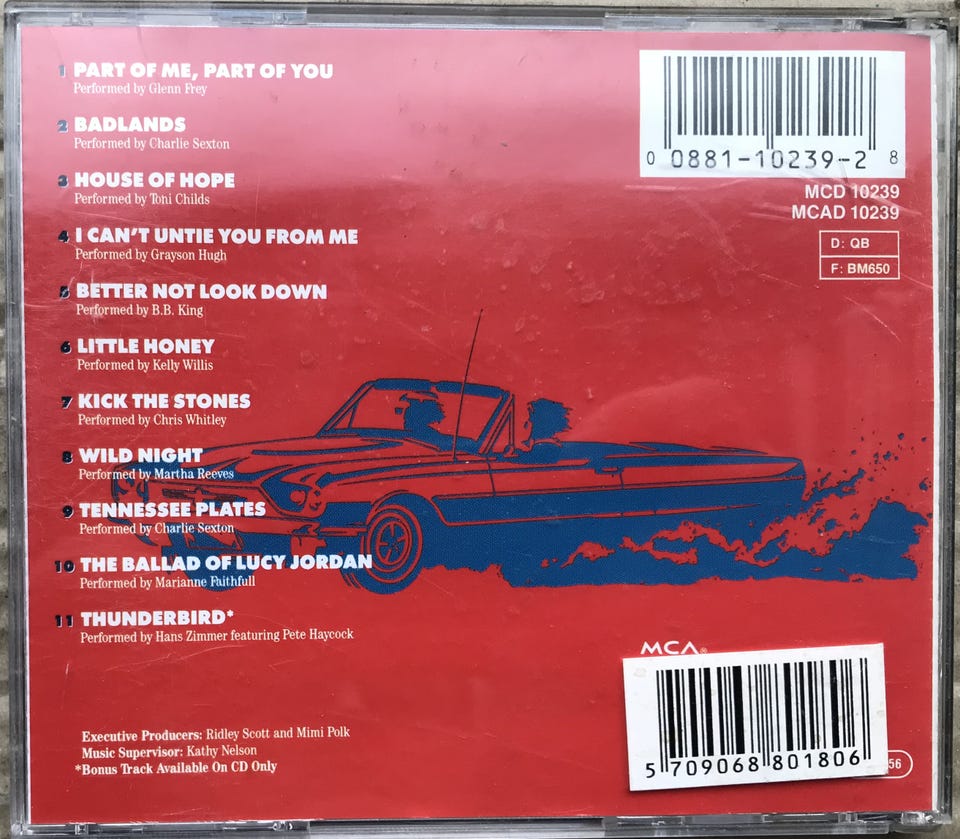 1 PART OF ME, PART OF YOU
Performed by Glenn Frey
2 BADLANDS
Performed by Charlie Sexton
3 HOUSE OF HOPE
Performed by Toni Childs
4 I CAN'T UNTIE YOU FROM ME
Performed by Grayson Hugh
5 BETTER NOT LOOK DOWN
Performed by B.B. King
6 LITTLE HONEY
Performed by Kelly Willis
7 KICK THE STONES
Performed by Chris Whitley
8 WILD NIGHT
Performed by Martha Reeves
9 TENNESSEE PLATES
Performed by Charlie Sexton
10 THE BALLAD OF LUCY JORDAN
Performed by Marianne Faithfull
11 THUNDERBIRD*
Performed by Hans Zimmer featuring Pete Haycock
Executive Producers: Ridley Scott and Mimi Polk
Music Supervisor: Kathy Nelson
*Bonus Track Available On CD Only
0 0881-10239-2 8
MCD 10239
MCAD 10239
D: QB
F: BM650
MCA®
5 709068 801806
56